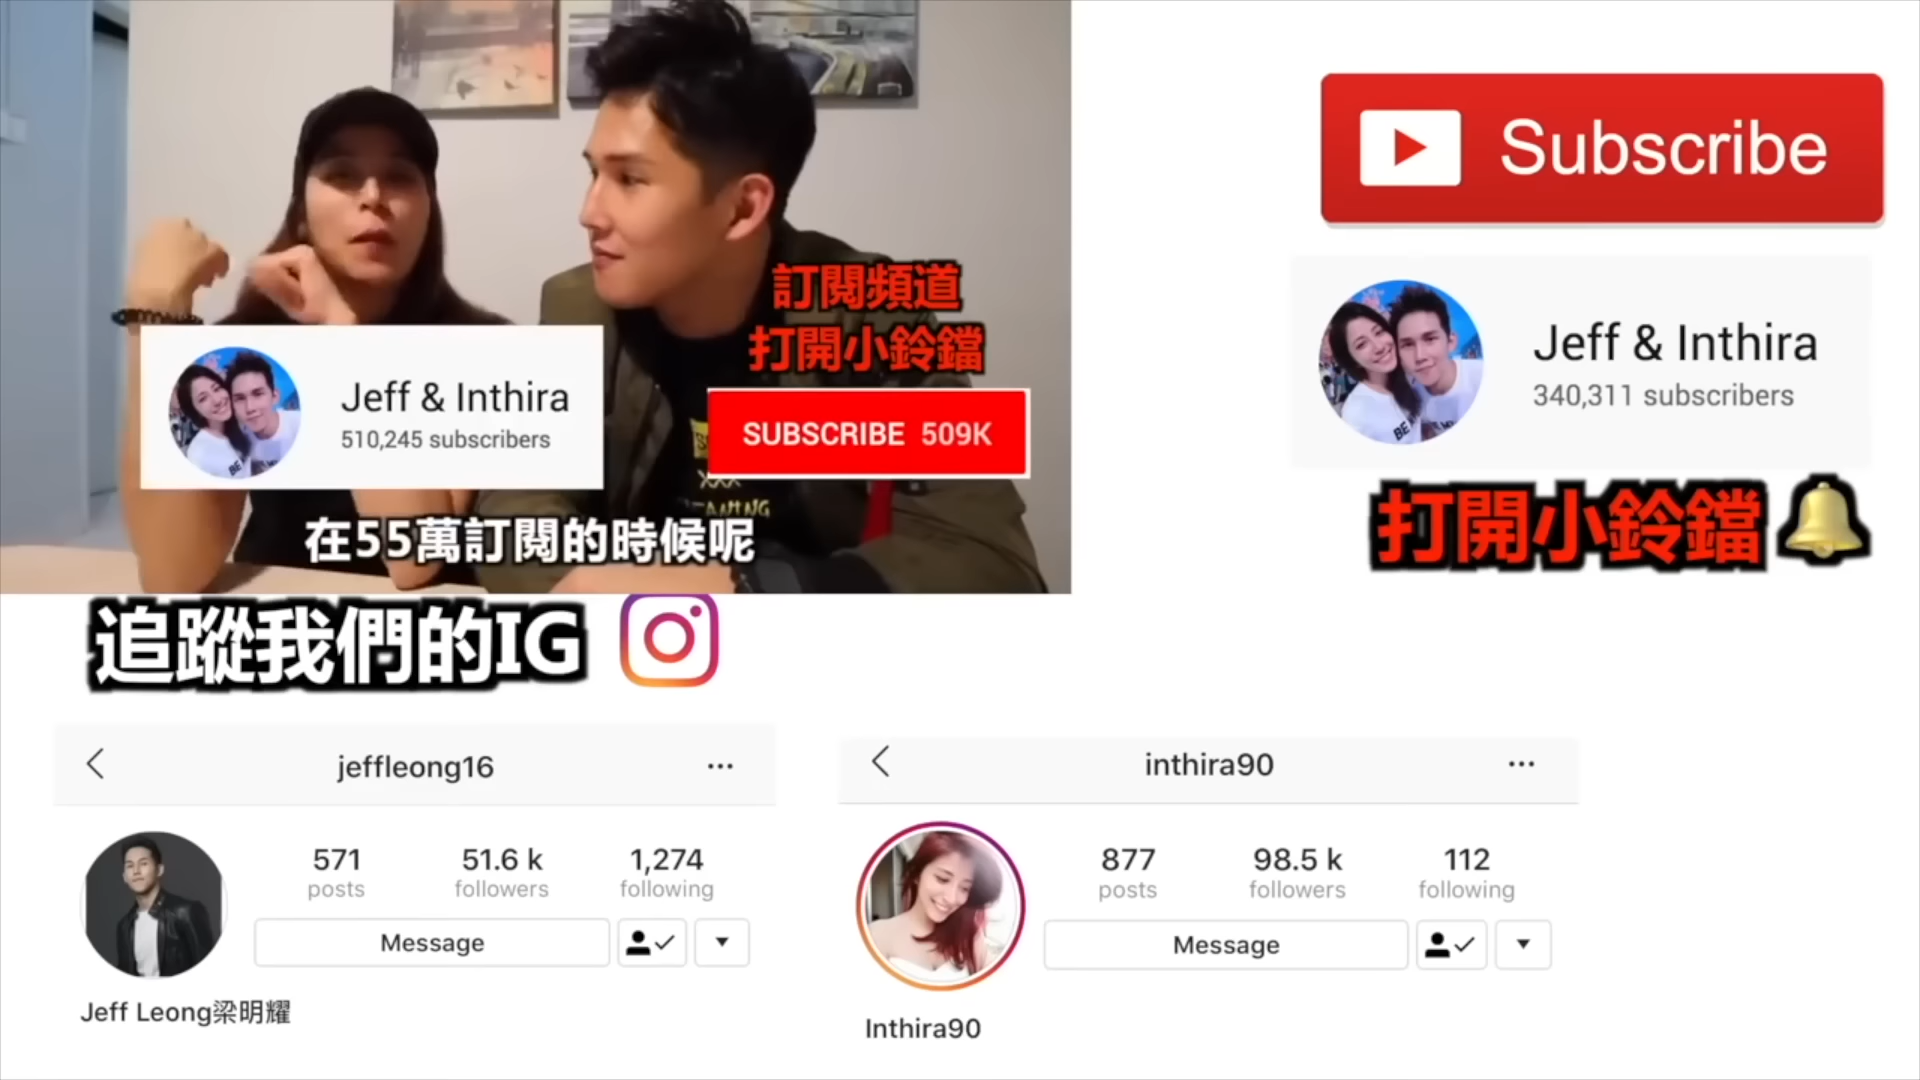 訂閱頻道
打開小鈴鐺
Jeff & Inthira
510,245 subscribers
SUBSCRIBE 509K
在55萬訂閱的時候呢
Subscribe
Jeff & Inthira
340,311 subscribers
打開小鈴鐺
追蹤我們的IG
jeffleong16
571 51.6 k 1,274
posts followers following
Message
Jeff Leong梁明耀
inthira90
877 98.5 k 112
posts followers following
Message
Inthira90